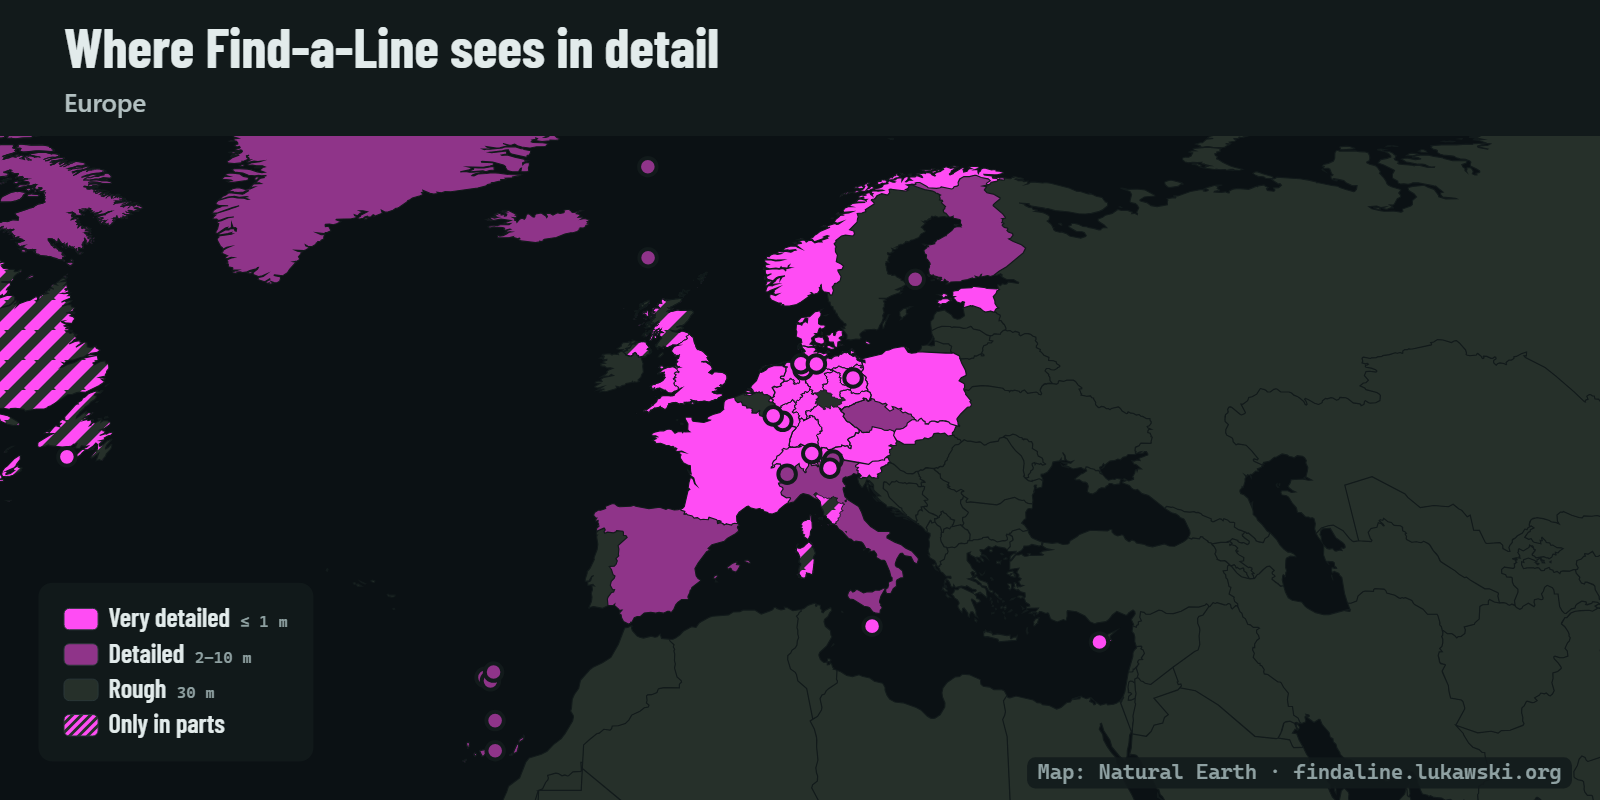 Where Find-a-Line sees in detail
Europe
Very detailed ≤ 1 m
Detailed 2–10 m
Rough 30 m
Only in parts
Map: Natural Earth · findaline.lukawski.org